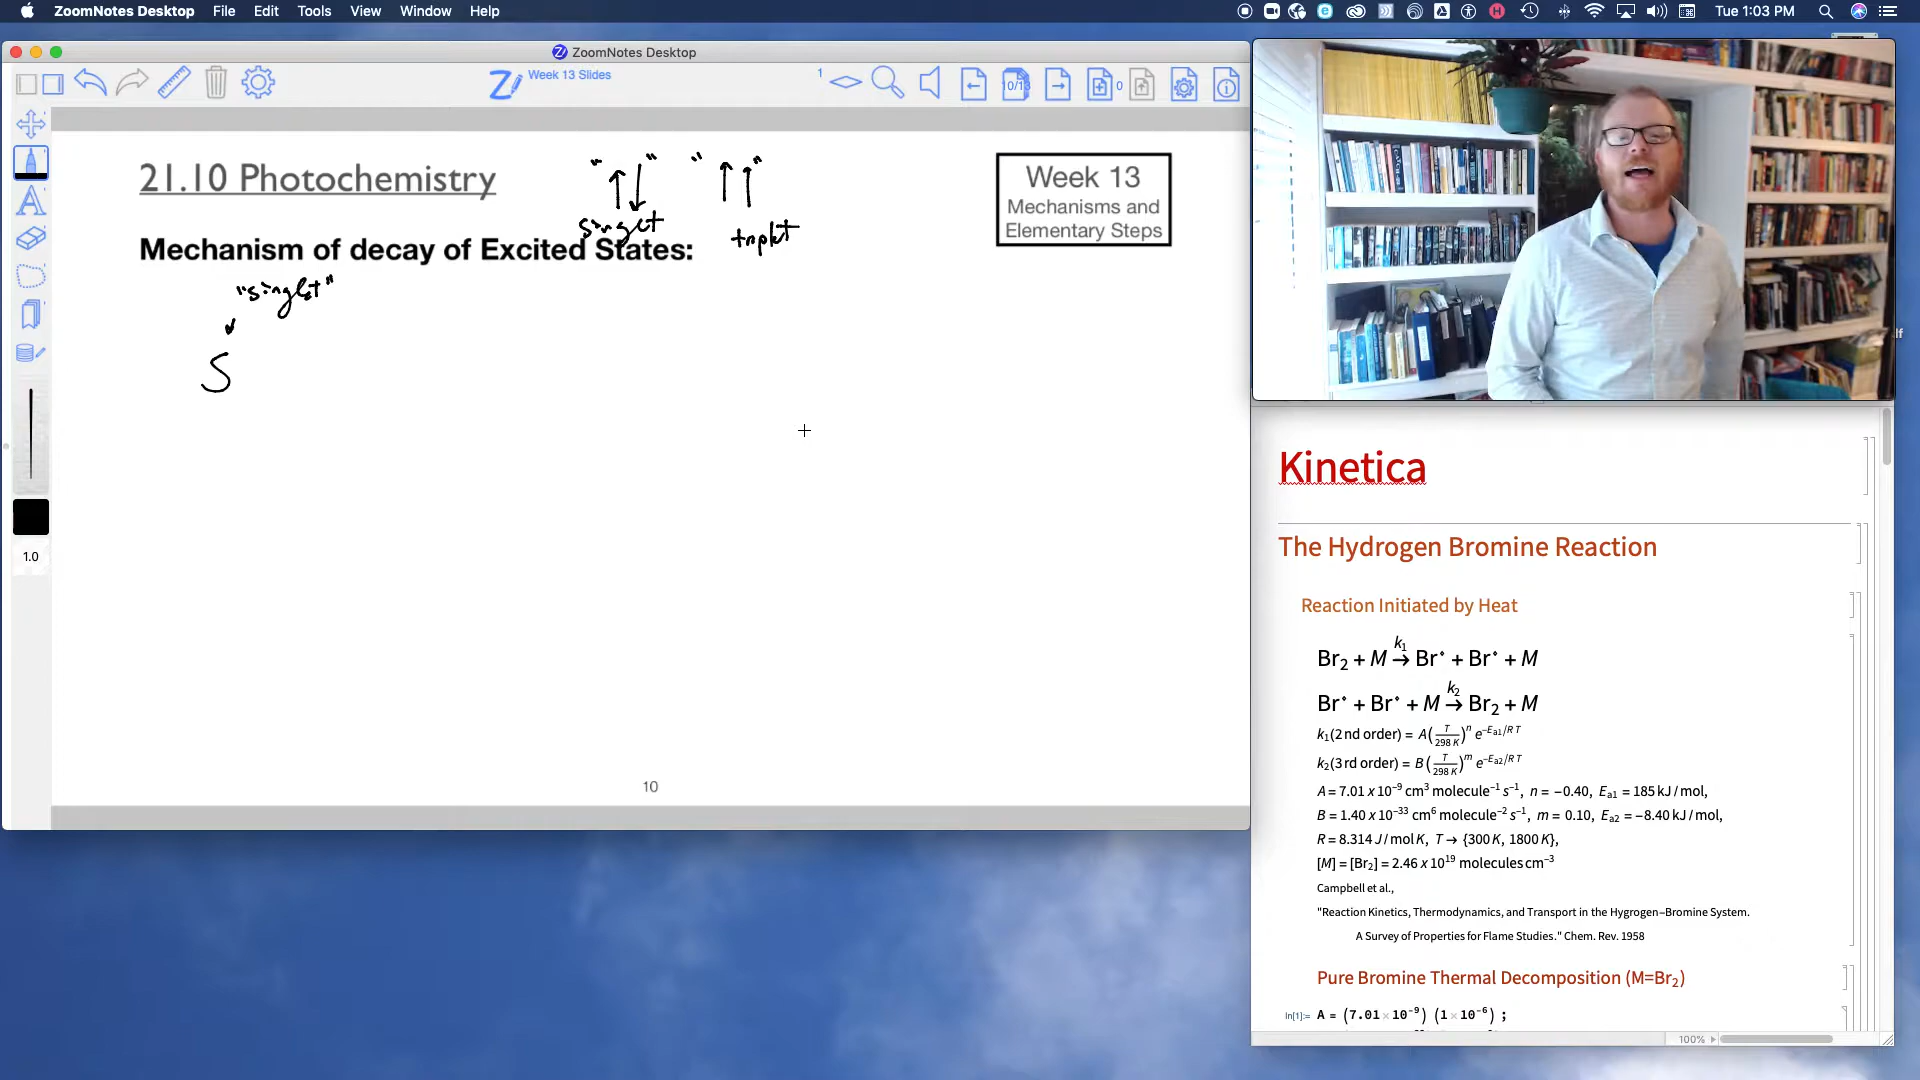 ZoomNotes Desktop File Edit Tools View Window Help
Tue 1:03 PM
ZoomNotes Desktop
Week 13 Slides
1
10/13
0
21.10 Photochemistry
" ↑↓ " " ↑↑ "
singlet
triplet
Week 13
Mechanisms and
Elementary Steps
Mechanism of decay of Excited States:
"singlet"
S
1.0
10
Kinetica
The Hydrogen Bromine Reaction
Reaction Initiated by Heat
Br₂ + M →(k₁) Br• + Br• + M
Br• + Br• + M →(k₂) Br₂ + M
k₁(2nd order) = A(T/298 K)ⁿ e^(−Ea1/R T)
k₂(3rd order) = B(T/298 K)ᵐ e^(−Ea2/R T)
A = 7.01 x 10⁻⁹ cm³ molecule⁻¹ s⁻¹, n = −0.40, Ea1 = 185 kJ/mol,
B = 1.40 x 10⁻³³ cm⁶ molecule⁻² s⁻¹, m = 0.10, Ea2 = −8.40 kJ/mol,
R = 8.314 J/mol K, T → {300 K, 1800 K},
[M] = [Br₂] = 2.46 x 10¹⁹ molecules cm⁻³
Campbell et al.,
"Reaction Kinetics, Thermodynamics, and Transport in the Hygrogen−Bromine System.
A Survey of Properties for Flame Studies." Chem. Rev. 1958
Pure Bromine Thermal Decomposition (M=Br₂)
In[1]:= A = (7.01×10⁻⁹) (1×10⁻⁶) ;
100%